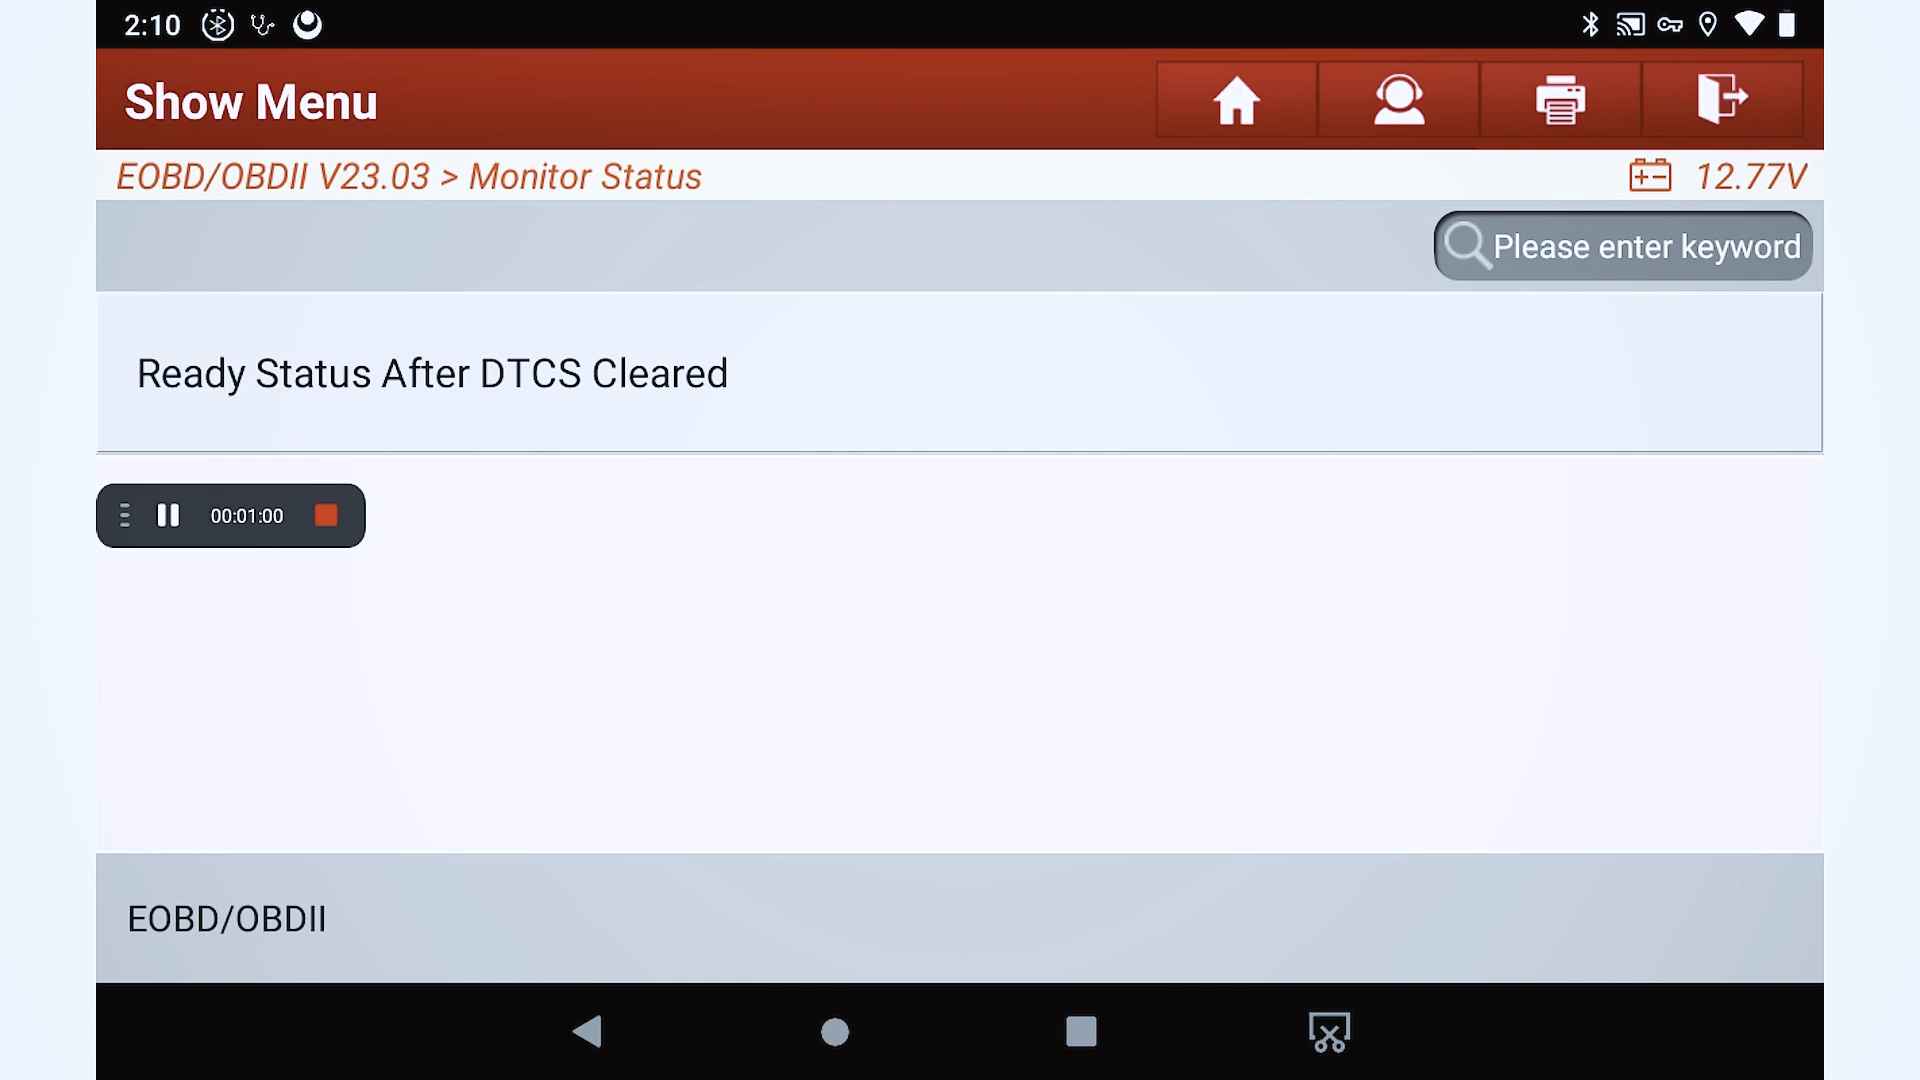 2:10
Show Menu
EOBD/OBDII V23.03 > Monitor Status
12.77V
Please enter keyword
Ready Status After DTCS Cleared
00:01:00
EOBD/OBDII